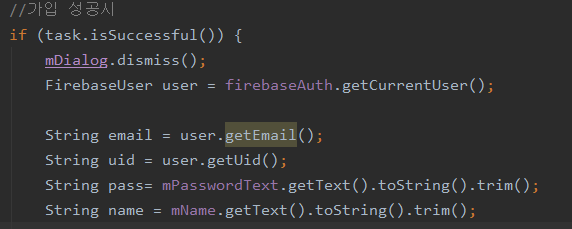 //가입 성공시
if (task.isSuccessful()) {
mDialog.dismiss();
FirebaseUser user = firebaseAuth.getCurrentUser();
String email = user.getEmail();
String uid = user.getUid();
String pass= mPasswordText.getText().toString().trim();
String name = mName.getText().toString().trim();